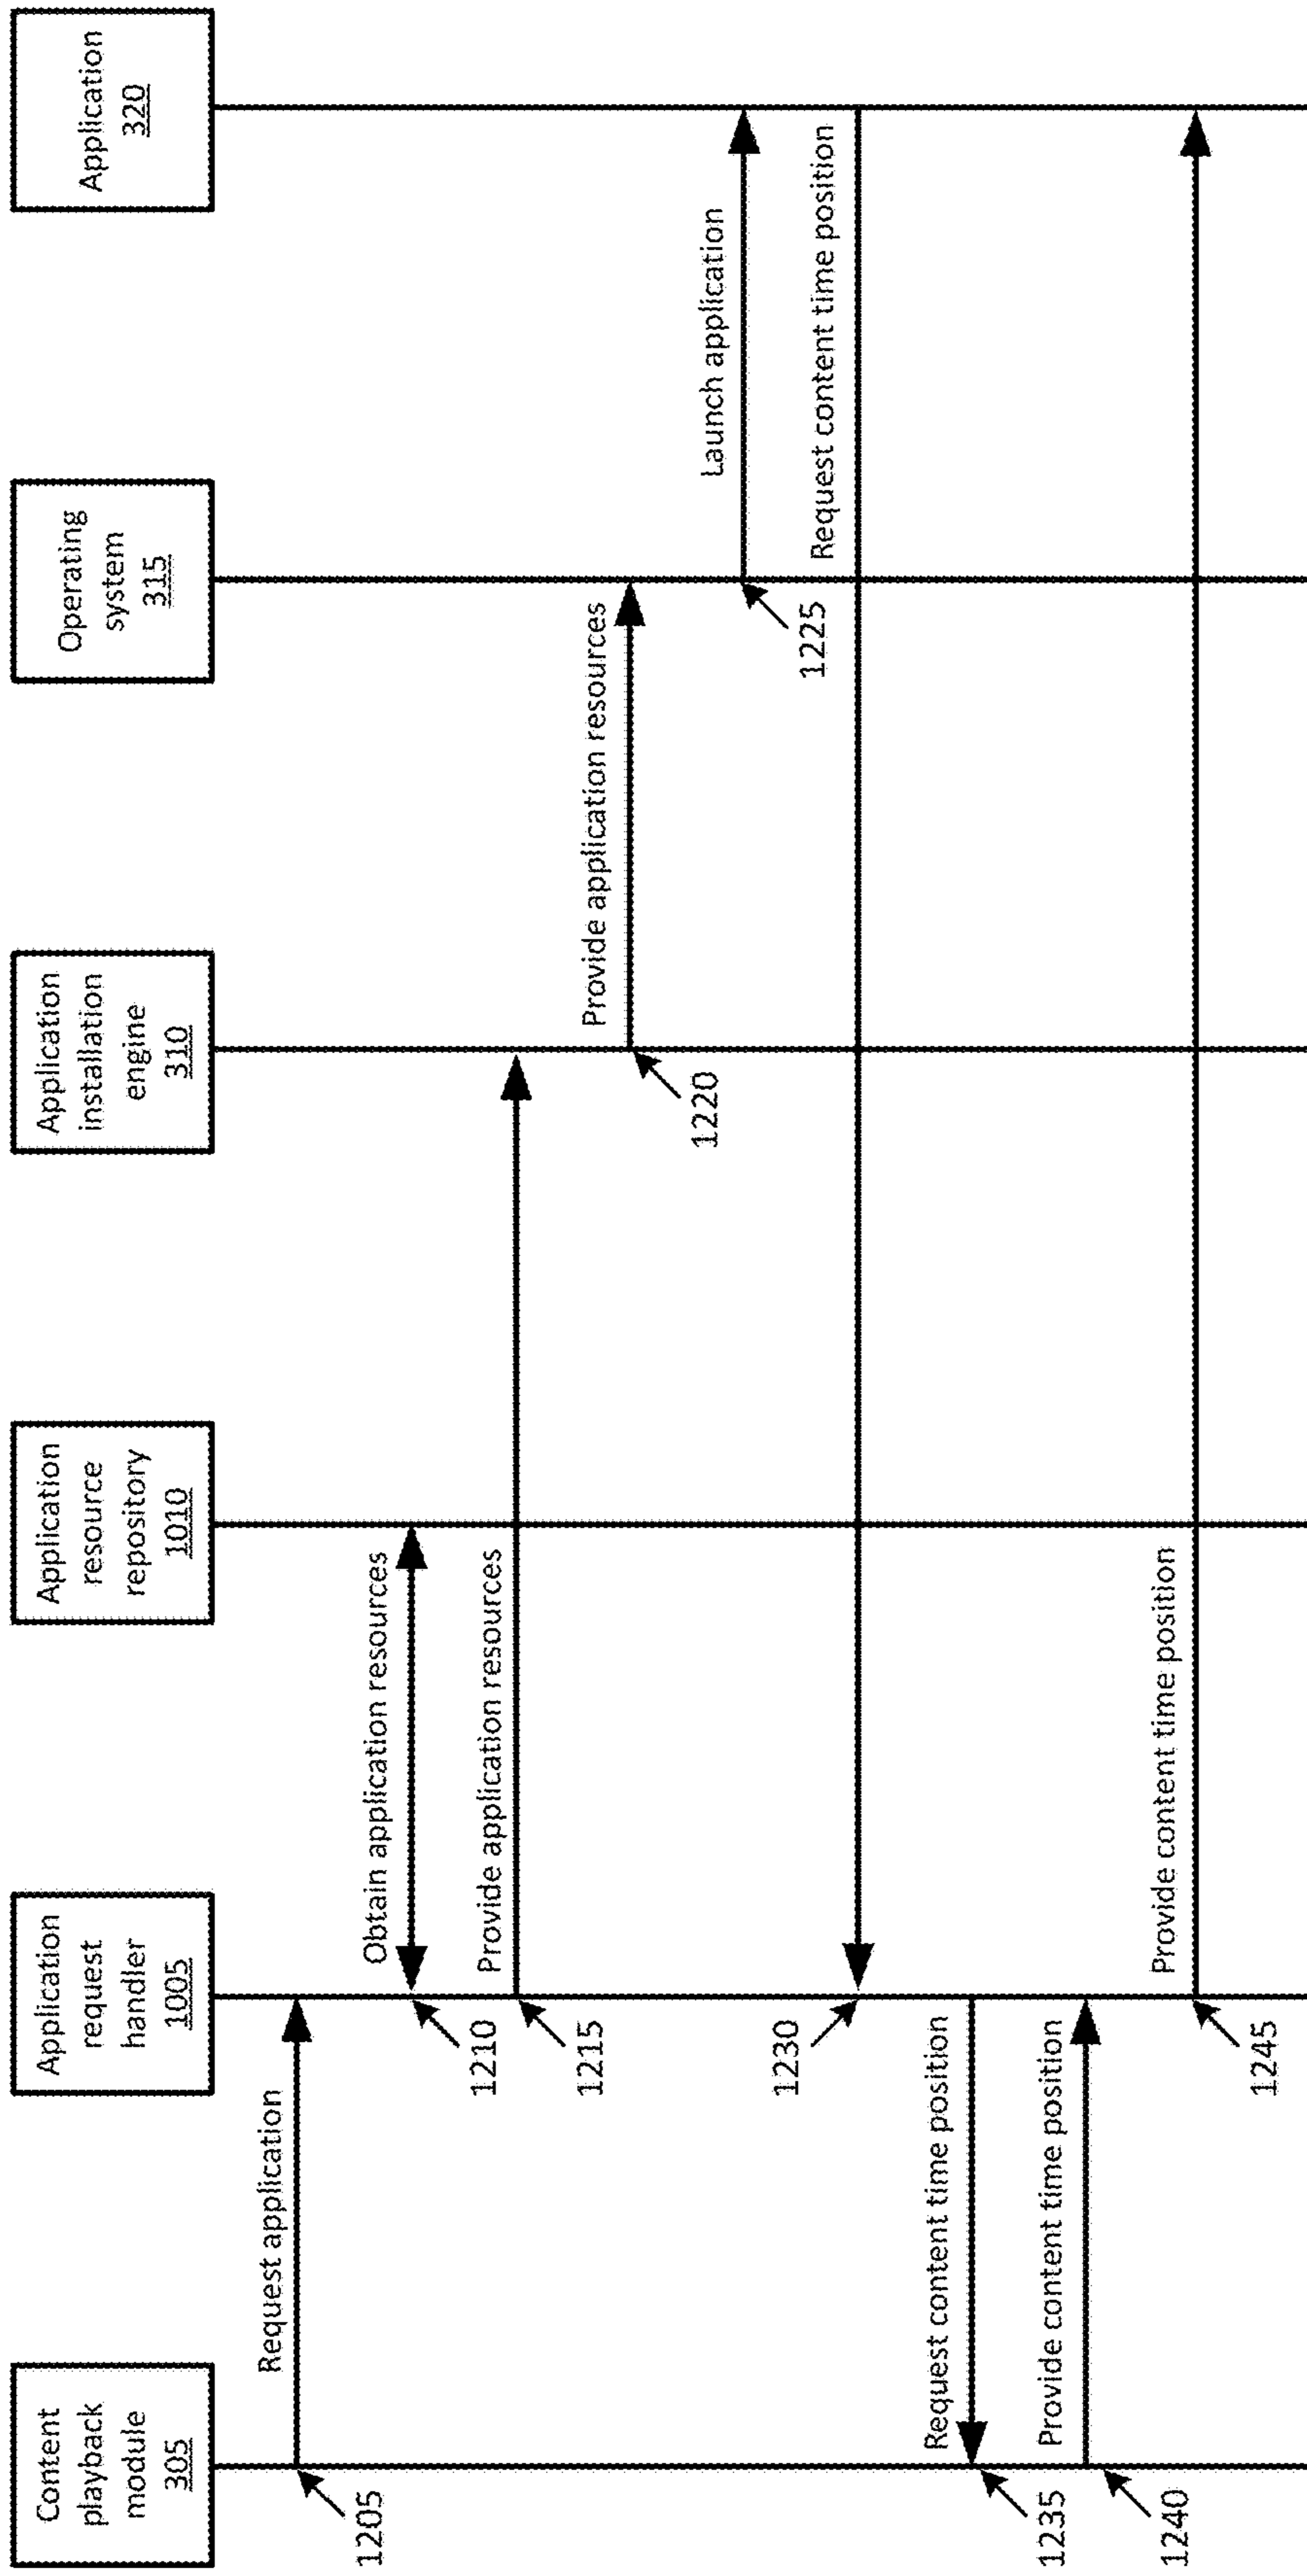 Content
playback
module
305
Application
request
handler
1005
Application
resource
repository
1010
Application
installation
engine
310
Operating
system
315
Application
320
Request application
1205
Obtain application resources
1210
Provide application resources
1215
Provide application resources
1220
Launch application
1225
Request content time position
1230
Request content time position
1235
Provide content time position
1240
Provide content time position
1245